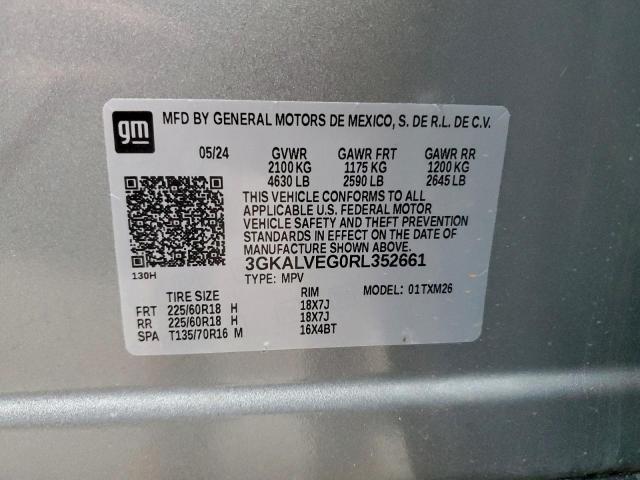 gm MFD BY GENERAL MOTORS DE MEXICO, S. DE R.L. DE C.V.
05/24 GVWR GAWR FRT GAWR RR
2100 KG 1175 KG 1200 KG
4630 LB 2590 LB 2645 LB
THIS VEHICLE CONFORMS TO ALL
APPLICABLE U.S. FEDERAL MOTOR
VEHICLE SAFETY AND THEFT PREVENTION
STANDARDS IN EFFECT ON THE DATE OF
MANUFACTURE SHOWN ABOVE.
3GKALVEG0RL352661
130H
TYPE: MPV MODEL: 01TXM26
TIRE SIZE RIM
FRT 225/60R18 H 18X7J
RR 225/60R18 H 18X7J
SPA T135/70R16 M 16X4BT